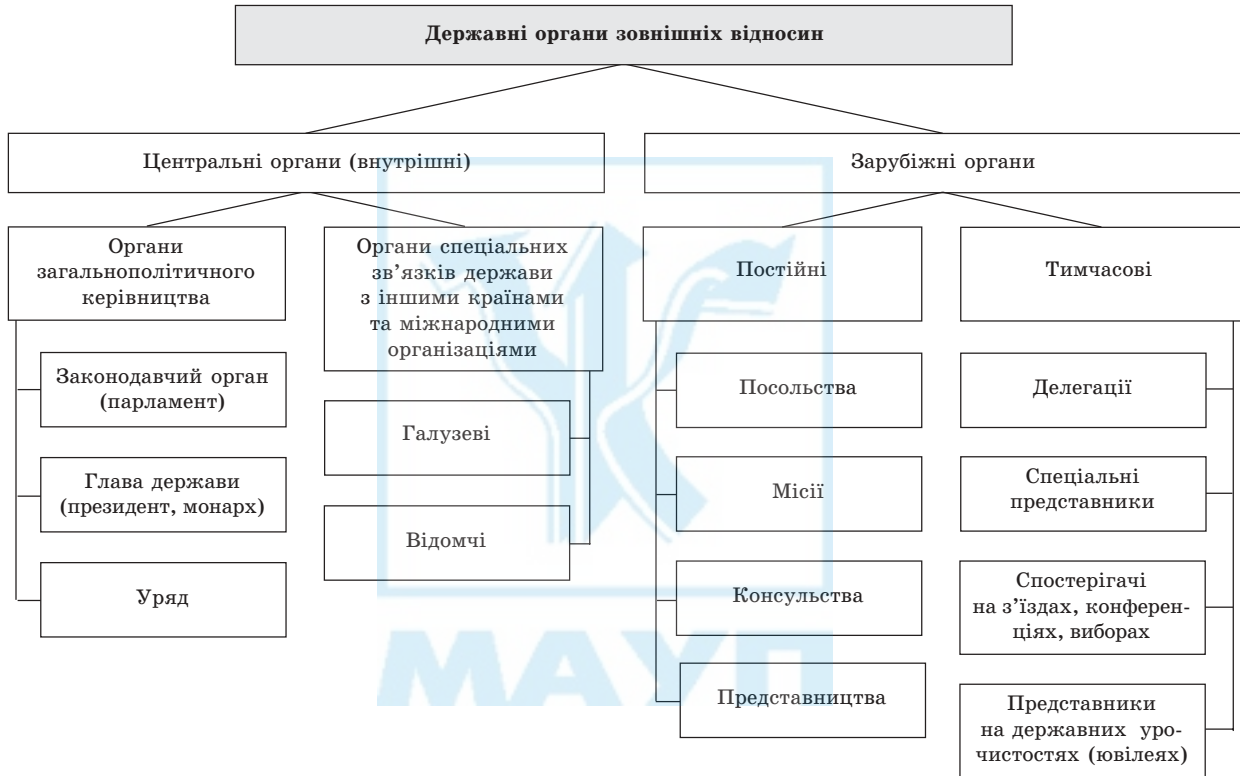 Державні органи зовнішніх відносин
Центральні органи (внутрішні)
Зарубіжні органи
Органи
загальнополітичного
керівництва
Органи спеціальних
зв'язків держави
з іншими країнами
та міжнародними
організаціями
Постійні
Тимчасові
Законодавчий орган
(парламент)
Глава держави
(президент, монарх)
Уряд
Галузеві
Відомчі
Посольства
Місії
Консульства
Представництва
Делегації
Спеціальні
представники
Спостерігачі
на з'їздах, конферен-
ціях, виборах
Представники
на державних уро-
чистостях (ювілеях)
МАУП